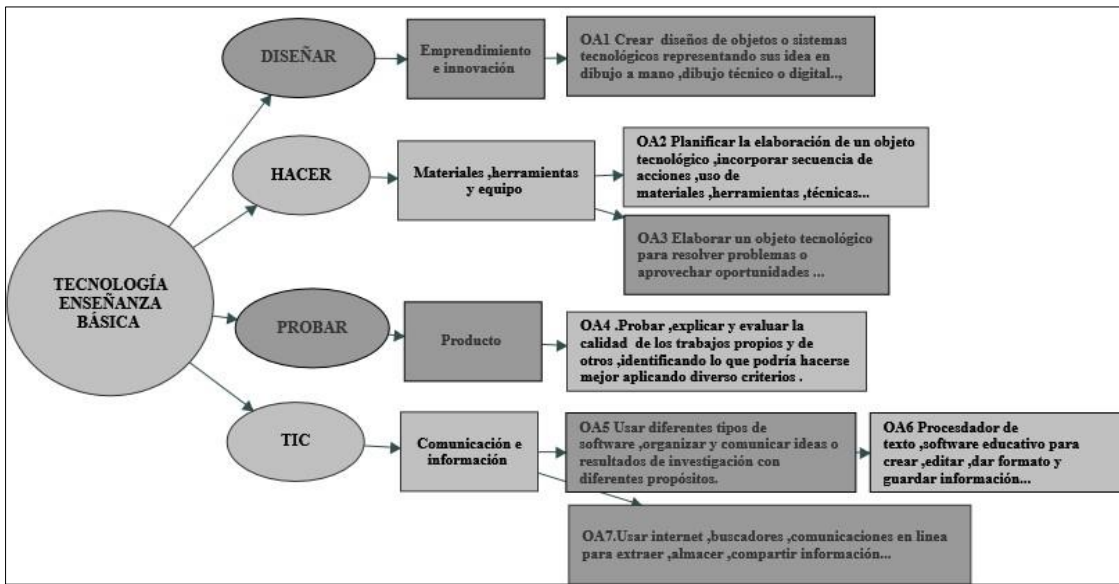 TECNOLOGÍA
ENSEÑANZA
BÁSICA
DISEÑAR
Emprendimiento
e innovación
OA1 Crear diseños de objetos o sistemas
tecnológicos representando sus idea en
dibujo a mano ,dibujo técnico o digital..,
HACER
Materiales ,herramientas
y equipo
OA2 Planificar la elaboración de un objeto
tecnológico ,incorporar secuencia de
acciones ,uso de
materiales ,herramientas ,técnicas...
OA3 Elaborar un objeto tecnológico
para resolver problemas o
aprovechar oportunidades ...
PROBAR
Producto
OA4 .Probar ,explicar y evaluar la
calidad de los trabajos propios y de
otros ,identificando lo que podría hacerse
mejor aplicando diverso criterios .
TIC
Comunicación e
información
OA5 Usar diferentes tipos de
software ,organizar y comunicar ideas o
resultados de investigación con
diferentes propósitos.
OA6 Procesdador de
texto ,software educativo para
crear ,editar ,dar formato y
guardar información...
OA7.Usar internet ,buscadores ,comunicaciones en linea
para extraer ,almacer ,compartir información...